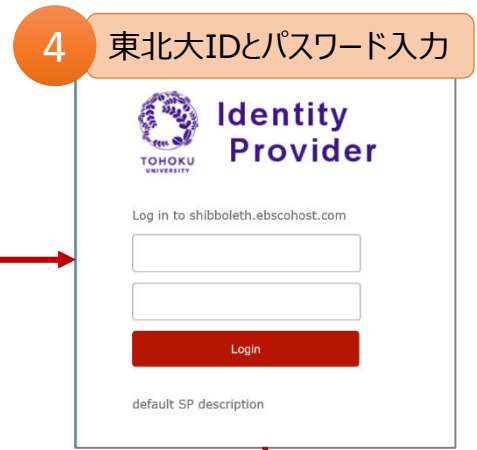 4
東北大IDとパスワード入力
Identity
Provider
TOHOKU
UNIVERSITY
Log in to shibboleth.ebscohost.com
Login
default SP description